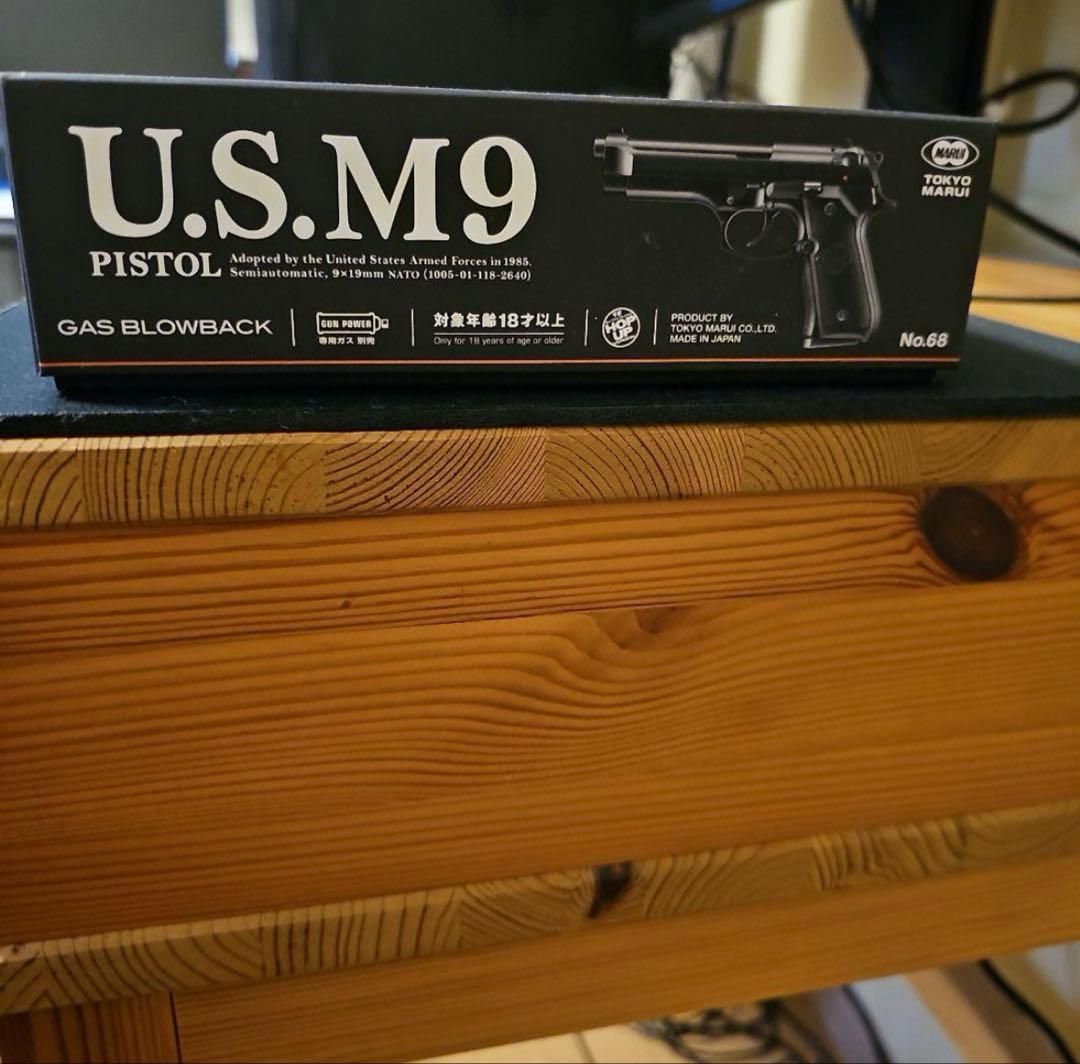 U.S.M9
PISTOL
Adopted by the United States Armed Forces in 1985.
Semiautomatic, 9×19mm NATO (1005-01-118-2640)
MARUI
TOKYO
MARUI
GAS BLOWBACK
GUN POWER
専用ガス 別売
対象年齢18才以上
Only for 18 years of age or older
HOP
UP
PRODUCT BY
TOKYO MARUI CO.,LTD.
MADE IN JAPAN
No.68